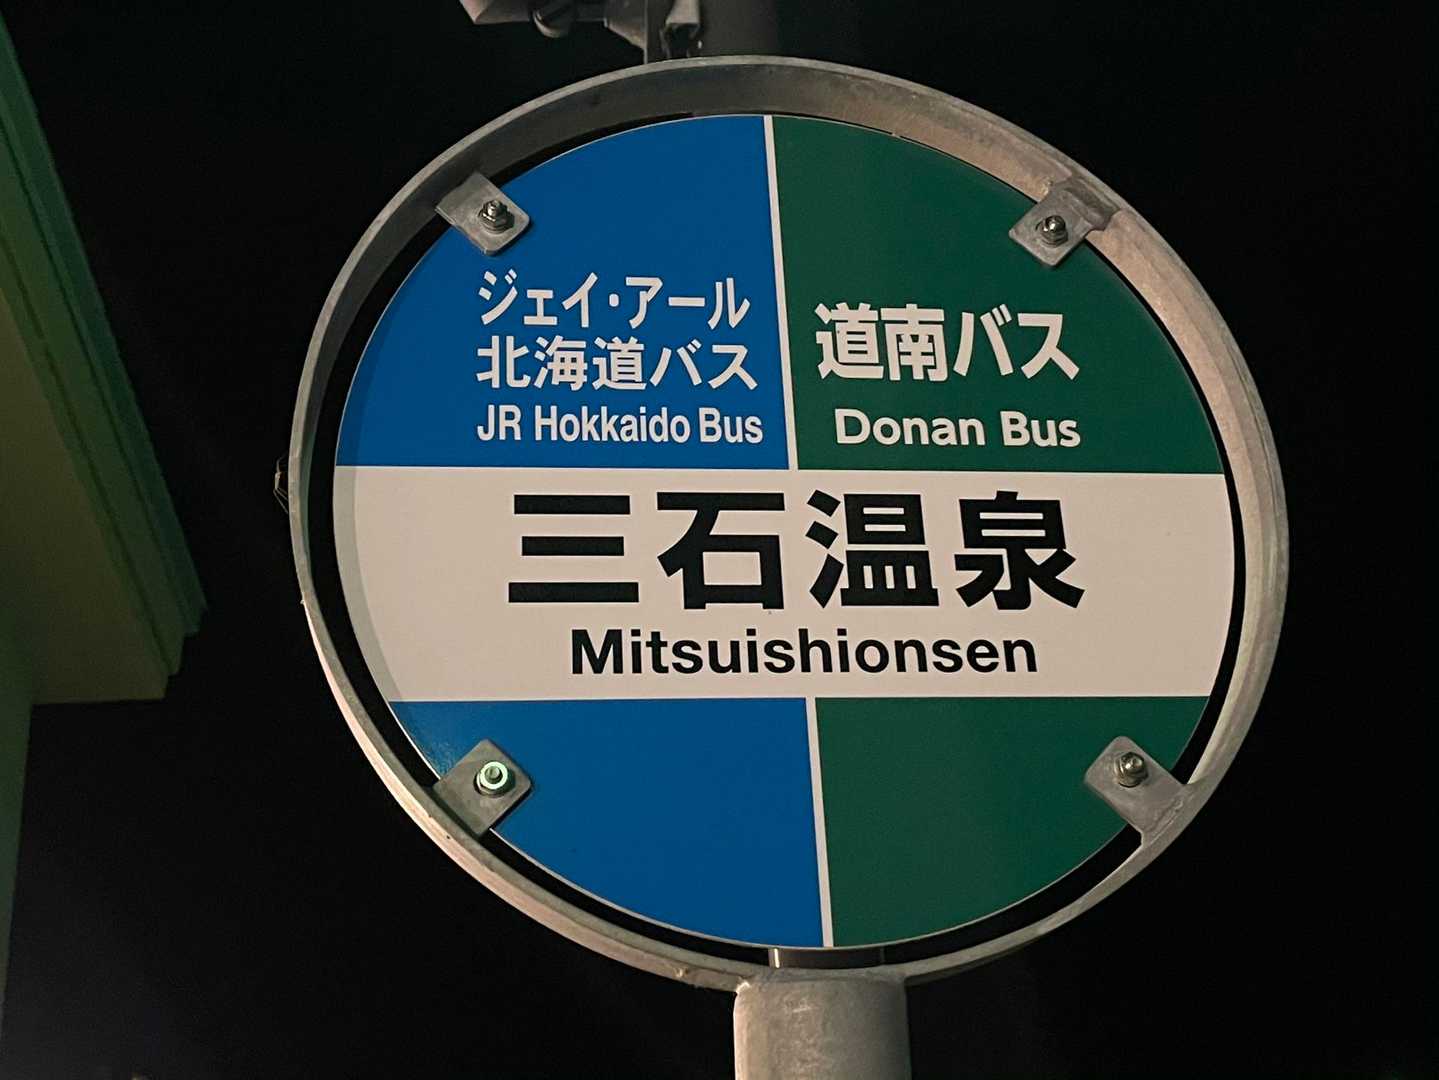 ジェイ・アール
北海道バス
JR Hokkaido Bus
道南バス
Donan Bus
三石温泉
Mitsuishionsen